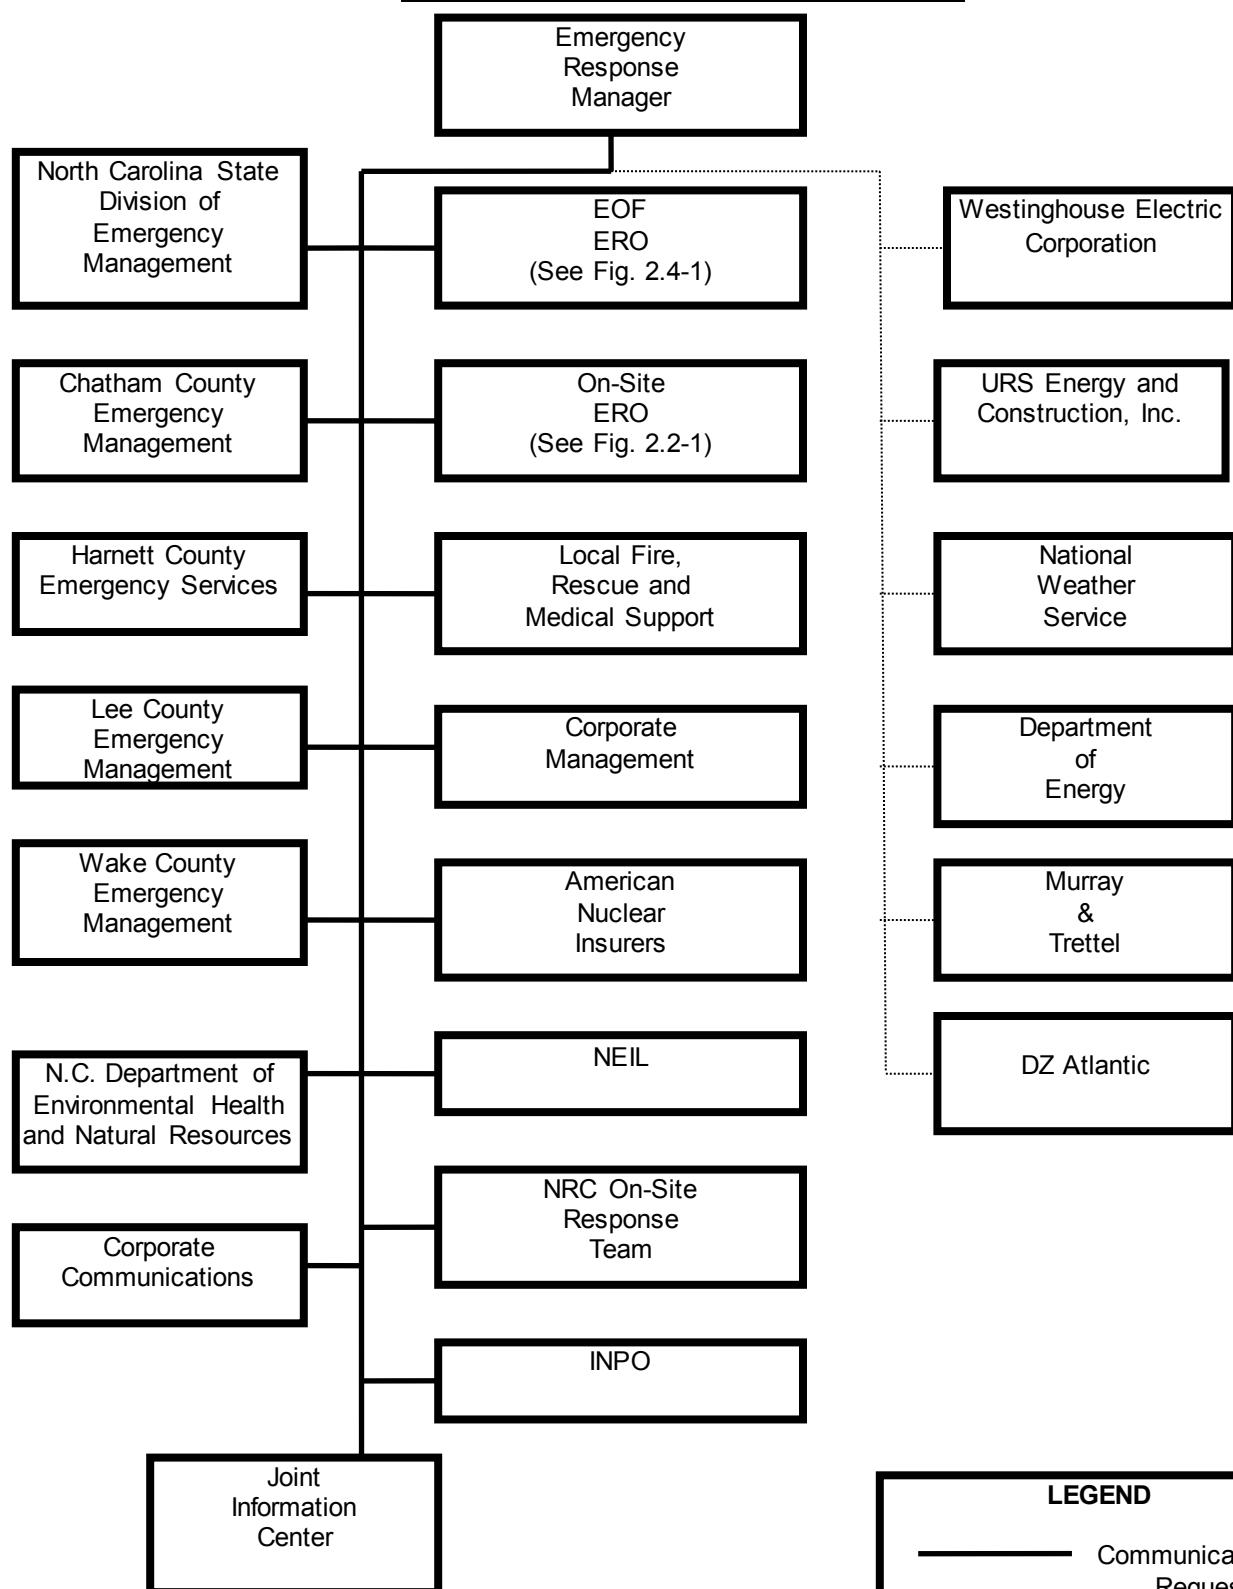 Emergency
Response
Manager
North Carolina State
Division of
Emergency
Management
EOF
ERO
(See Fig. 2.4-1)
Westinghouse Electric
Corporation
Chatham County
Emergency
Management
On-Site
ERO
(See Fig. 2.2-1)
URS Energy and
Construction, Inc.
Harnett County
Emergency Services
Local Fire,
Rescue and
Medical Support
National
Weather
Service
Lee County
Emergency
Management
Corporate
Management
Department
of
Energy
Wake County
Emergency
Management
American
Nuclear
Insurers
Murray
&
Trettel
N.C. Department of
Environmental Health
and Natural Resources
NEIL
DZ Atlantic
Corporate
Communications
NRC On-Site
Response
Team
INPO
Joint
Information
Center
LEGEND